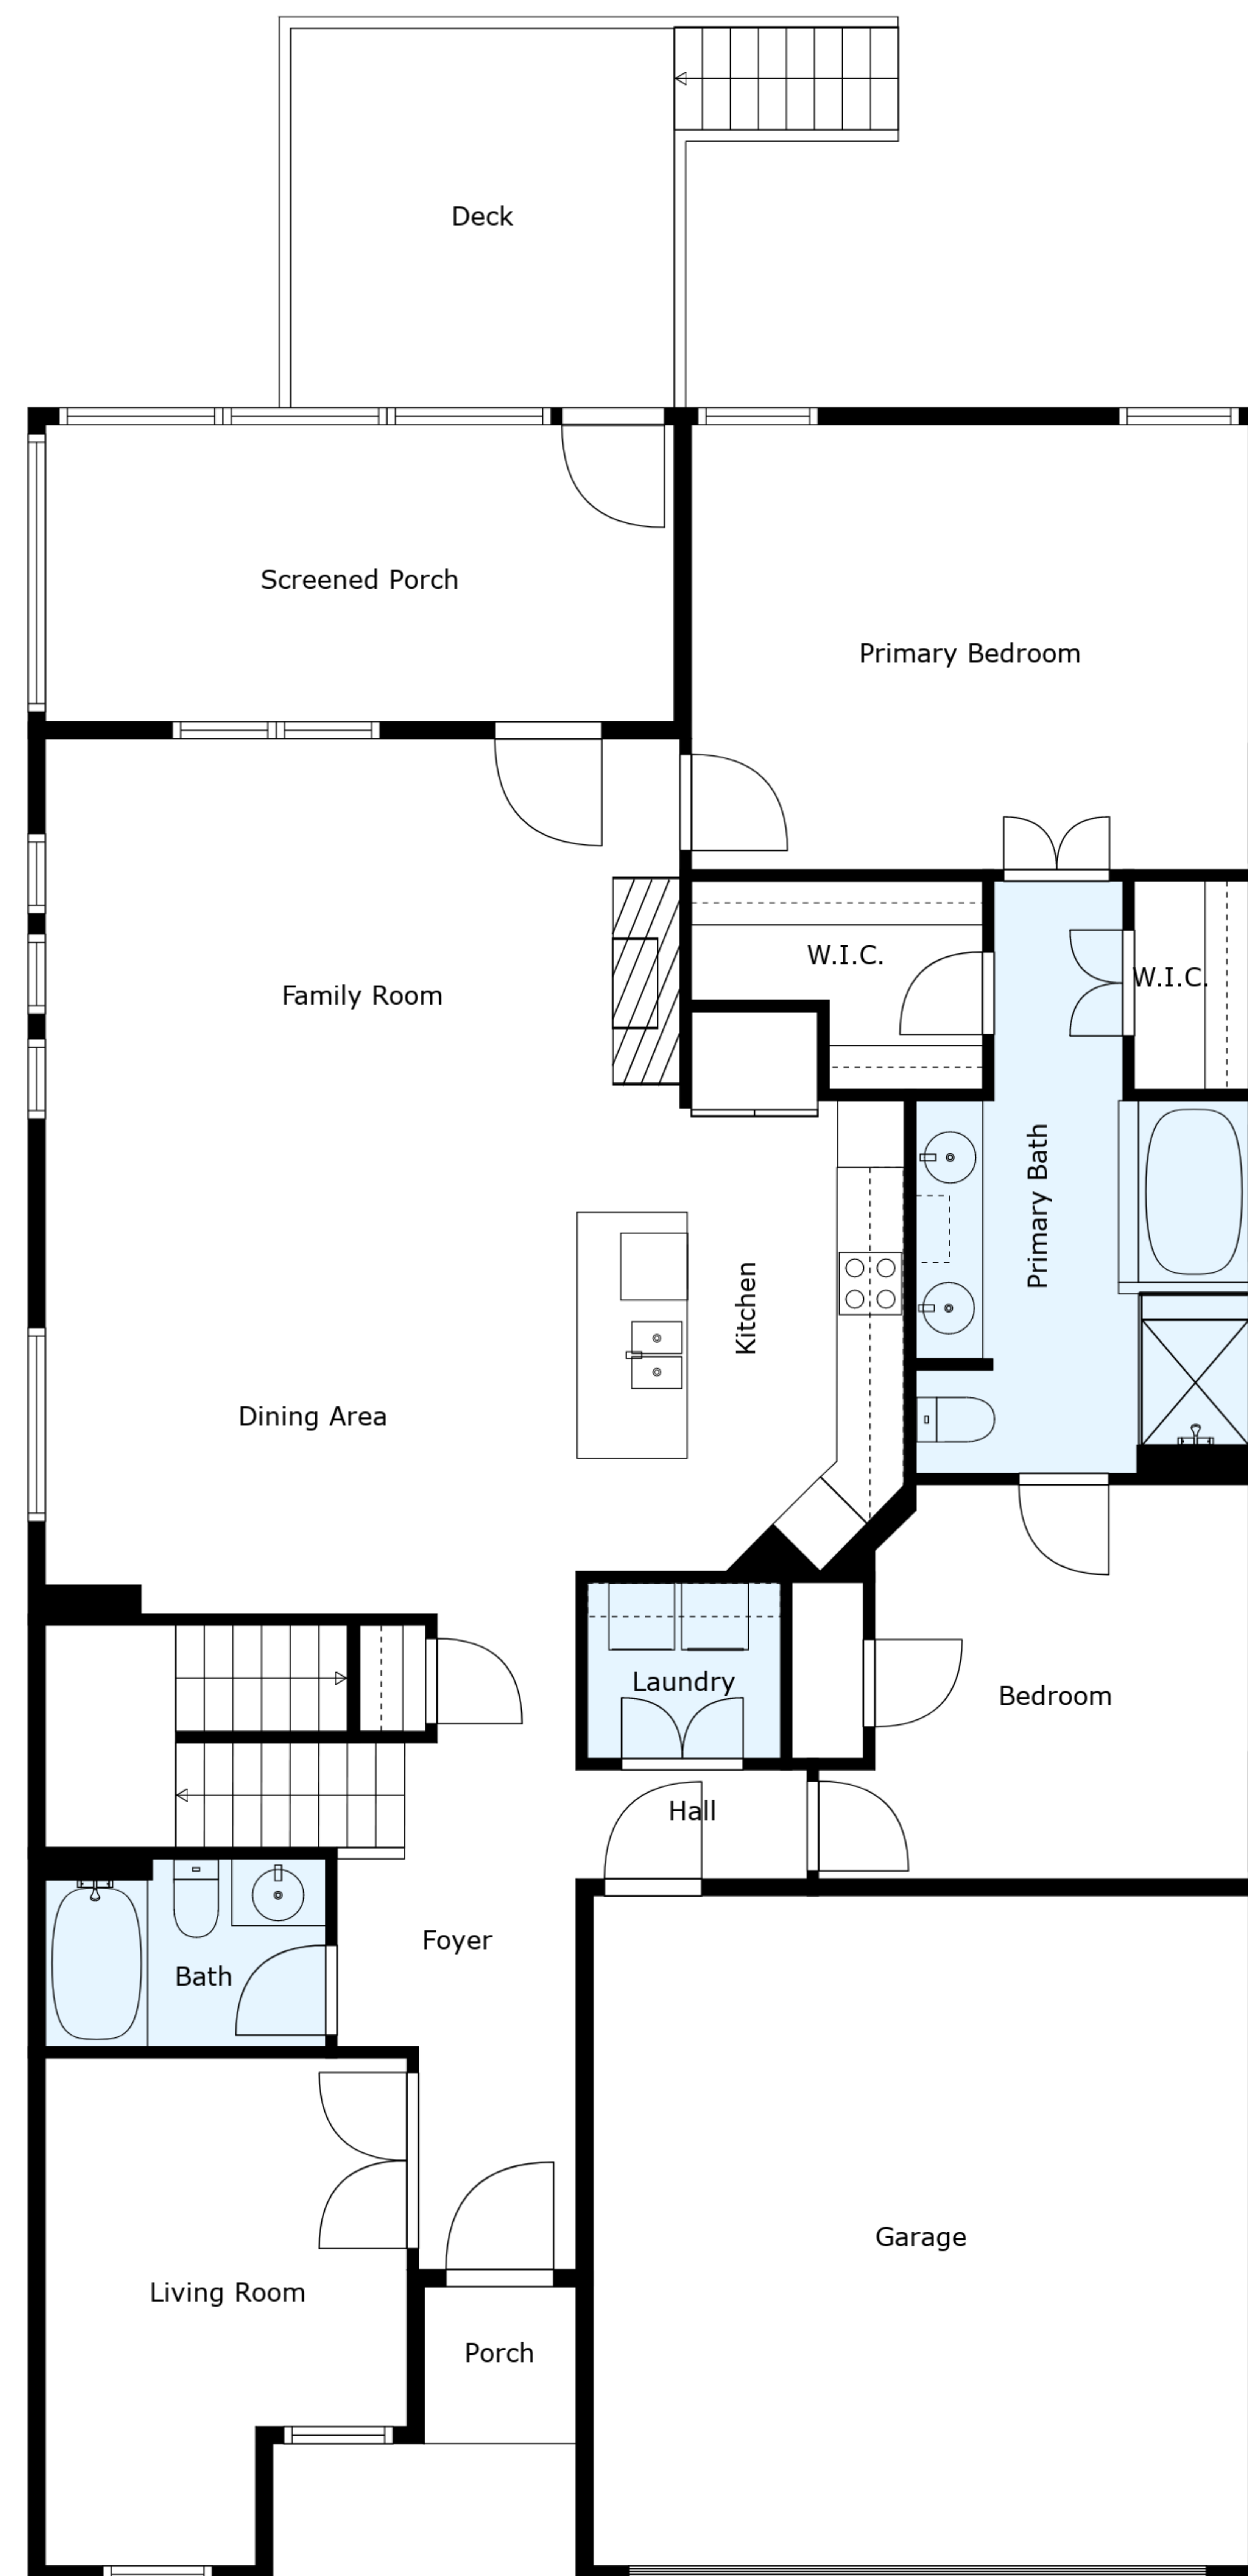 Deck
Screened Porch
Primary Bedroom
W.I.C.
W.I.C.
Family Room
Primary Bath
Kitchen
Dining Area
Laundry
Bedroom
Hall
Foyer
Bath
Garage
Living Room
Porch